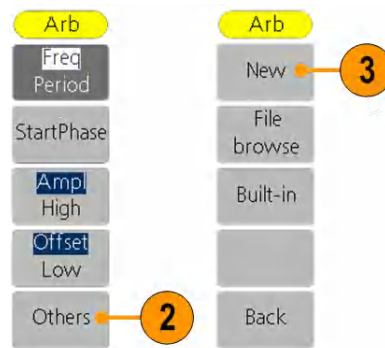 Arb
Freq
Period
StartPhase
Ampl
High
Offset
Low
Others
2
Arb
New
3
File
browse
Built-in
Back